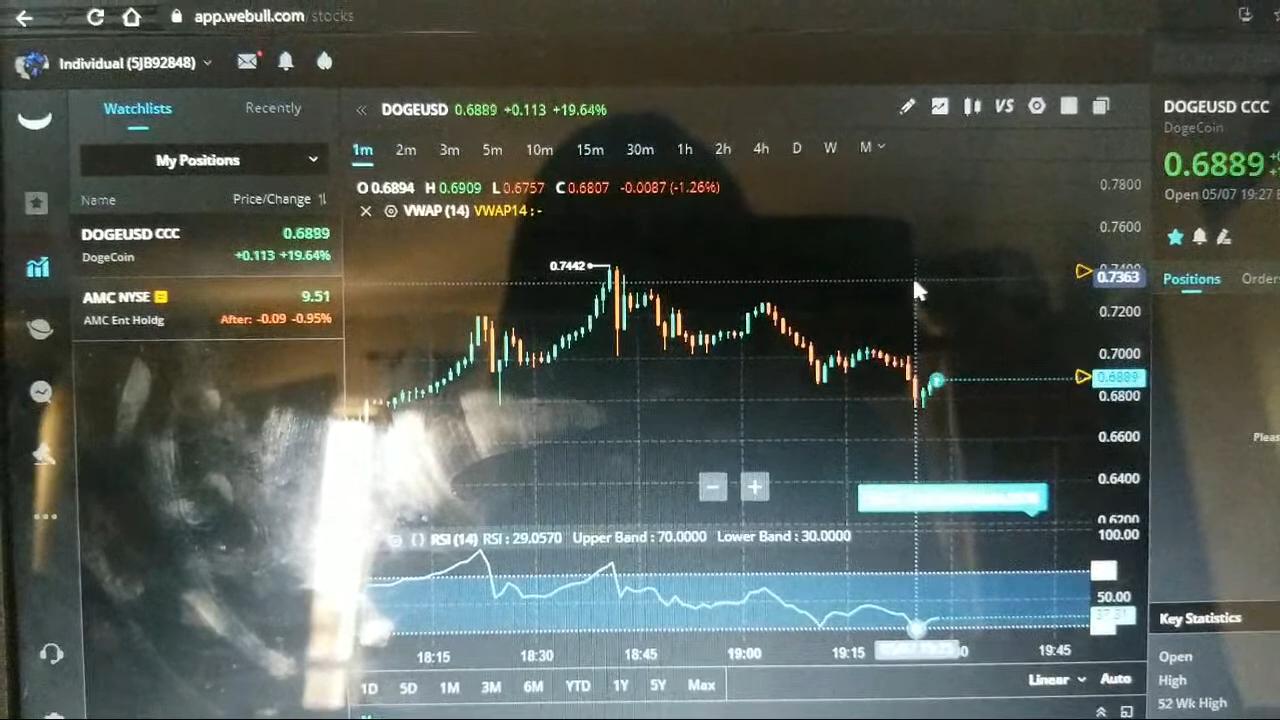 app.webull.com/stocks
Individual (5JB92848)
Watchlists Recently
My Positions
Name Price/Change
DOGEUSD CCC 0.6889
DogeCoin +0.113 +19.64%
AMC NYSE 9.51
AMC Ent Holdg After: -0.09 -0.95%
DOGEUSD 0.6889 +0.113 +19.64%
VS
1m 2m 3m 5m 10m 15m 30m 1h 2h 4h D W M
O 0.6894 H 0.6909 L 0.6757 C 0.6807 -0.0087 (-1.26%)
VWAP (14) VWAP14 : -
0.7442
0.7800
0.7600
0.7363
0.7200
0.7000
0.6889
0.6800
0.6600
0.6400
0.6200
RSI (14) RSI : 29.0570 Upper Band : 70.0000 Lower Band : 30.0000
100.00
50.00
18:15 18:30 18:45 19:00 19:15 19:45
1D 5D 1M 3M 6M YTD 1Y 5Y Max
Linear Auto
DOGEUSD CCC
DogeCoin
0.6889
Open 05/07 19:27
Positions Order
Pleas
Key Statistics
Open
High
52 Wk High